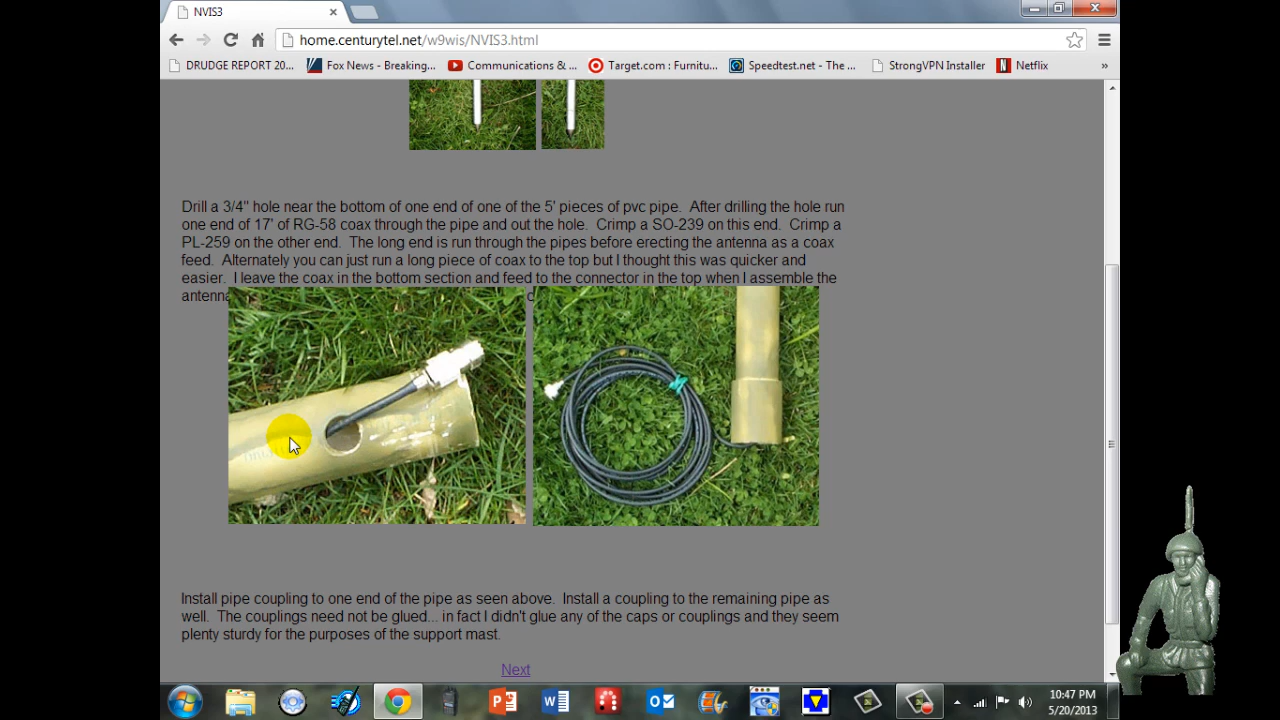 NVIS3
home.centurytel.net/w9wis/NVIS3.html
DRUDGE REPORT 20... Fox News - Breaking... Communications & ... Target.com : Furnitu... Speedtest.net - The ... StrongVPN Installer Netflix »
Drill a 3/4" hole near the bottom of one end of one of the 5' pieces of pvc pipe. After drilling the hole run
one end of 17' of RG-58 coax through the pipe and out the hole. Crimp a SO-239 on this end. Crimp a
PL-259 on the other end. The long end is run through the pipes before erecting the antenna as a coax
feed. Alternately you can just run a long piece of coax to the top but I thought this was quicker and
easier. I leave the coax in the bottom section and feed to the connector in the top when I assemble the
Install pipe coupling to one end of the pipe as seen above. Install a coupling to the remaining pipe as
well. The couplings need not be glued... in fact I didn't glue any of the caps or couplings and they seem
plenty sturdy for the purposes of the support mast.
Next
10:47 PM
5/20/2013